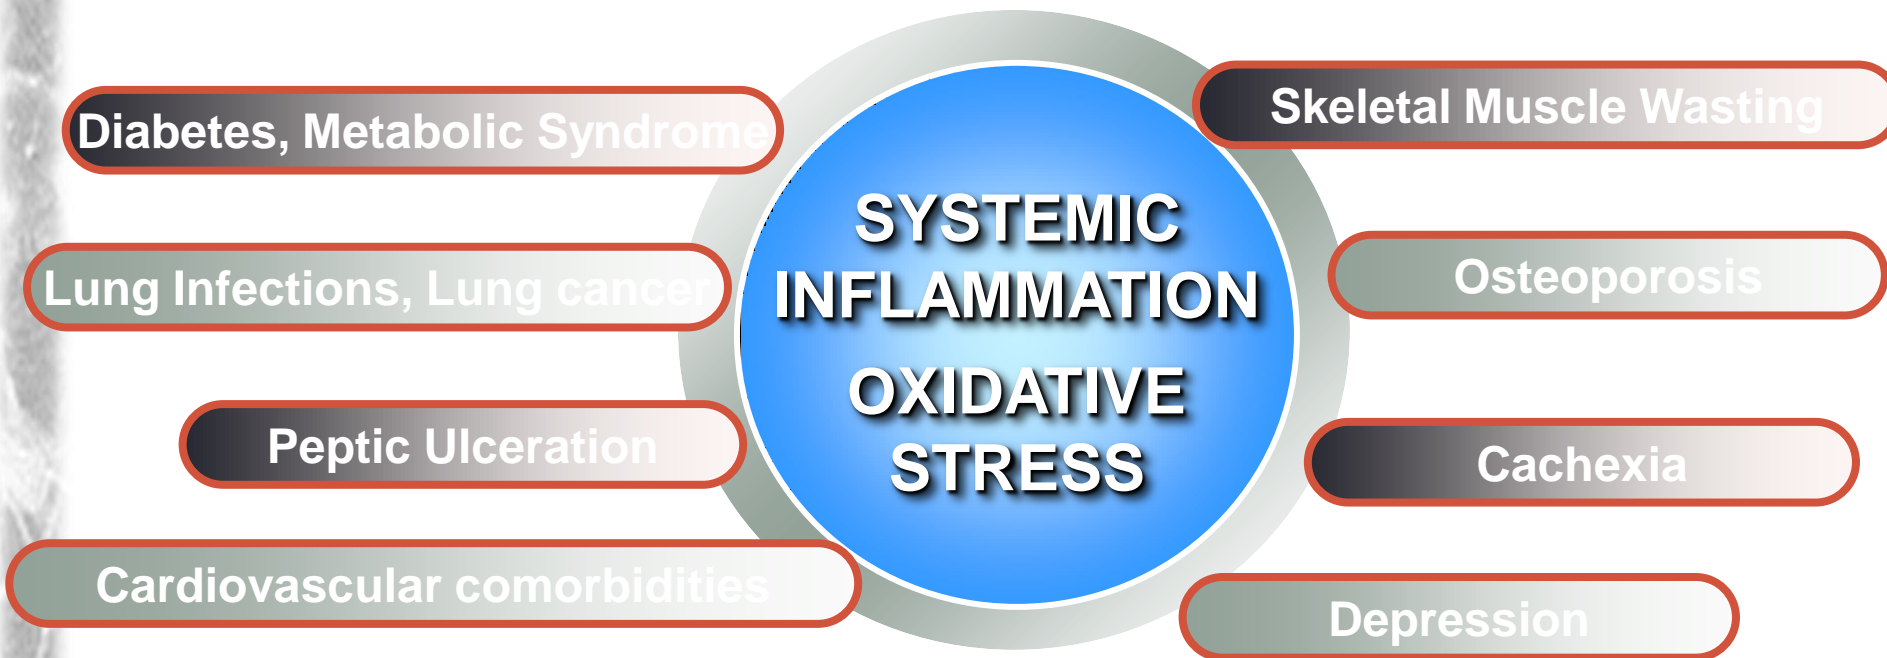 Diabetes, Metabolic Syndrome
Lung Infections, Lung cancer
Peptic Ulceration
Cardiovascular comorbidities
SYSTEMIC
INFLAMMATION
OXIDATIVE
STRESS
Skeletal Muscle Wasting
Osteoporosis
Cachexia
Depression